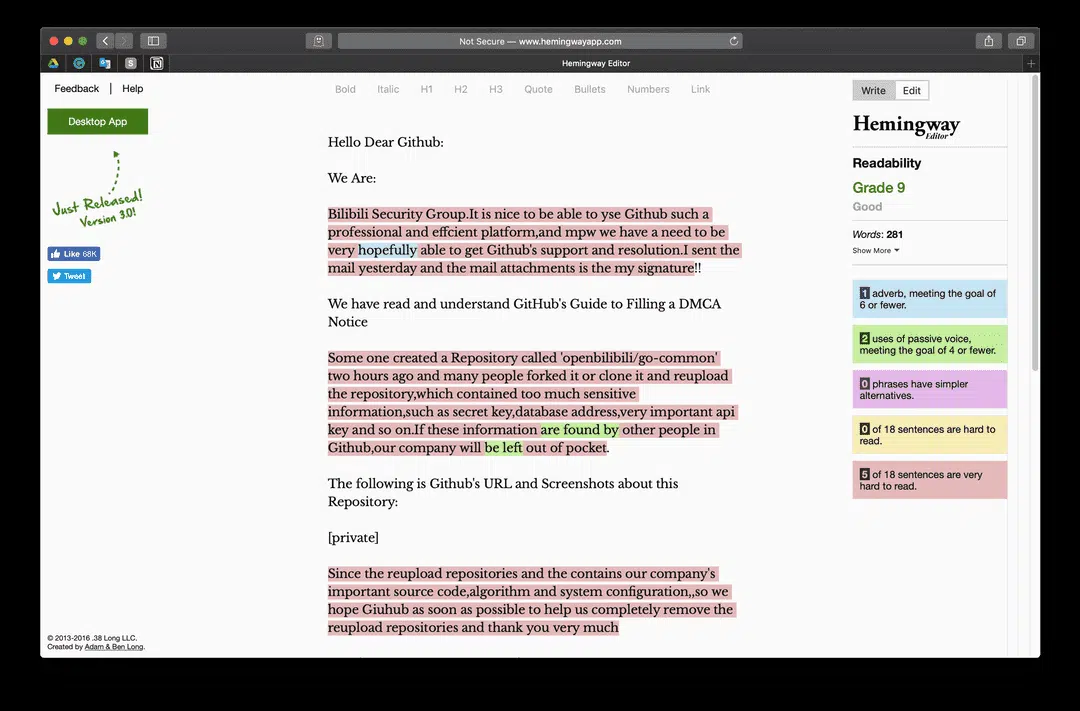 Not Secure — www.hemingwayapp.com
S
Hemingway Editor
Feedback | Help
Bold Italic H1 H2 H3 Quote Bullets Numbers Link
Write Edit
Desktop App
Just Released!
Version 3.0!
Like 68K
Tweet
Hello Dear Github:
We Are:
Bilibili Security Group.It is nice to be able to yse Github such a
professional and effcient platform,and mpw we have a need to be
very hopefully able to get Github's support and resolution.I sent the
mail yesterday and the mail attachments is the my signature!!
We have read and understand GitHub's Guide to Filling a DMCA
Notice
Some one created a Repository called 'openbilibili/go-common'
two hours ago and many people forked it or clone it and reupload
the repository,which contained too much sensitive
information,such as secret key,database address,very important api
key and so on.If these information are found by other people in
Github,our company will be left out of pocket.
The following is Github's URL and Screenshots about this
Repository:
[private]
Since the reupload repositories and the contains our company's
important source code,algorithm and system configuration,,so we
hope Giuhub as soon as possible to help us completely remove the
reupload repositories and thank you very much
Hemingway
Editor
Readability
Grade 9
Good
Words: 281
Show More
1 adverb, meeting the goal of
6 or fewer.
2 uses of passive voice,
meeting the goal of 4 or fewer.
0 phrases have simpler
alternatives.
0 of 18 sentences are hard to
read.
5 of 18 sentences are very
hard to read.
© 2013-2016 .38 Long LLC.
Created by Adam & Ben Long.